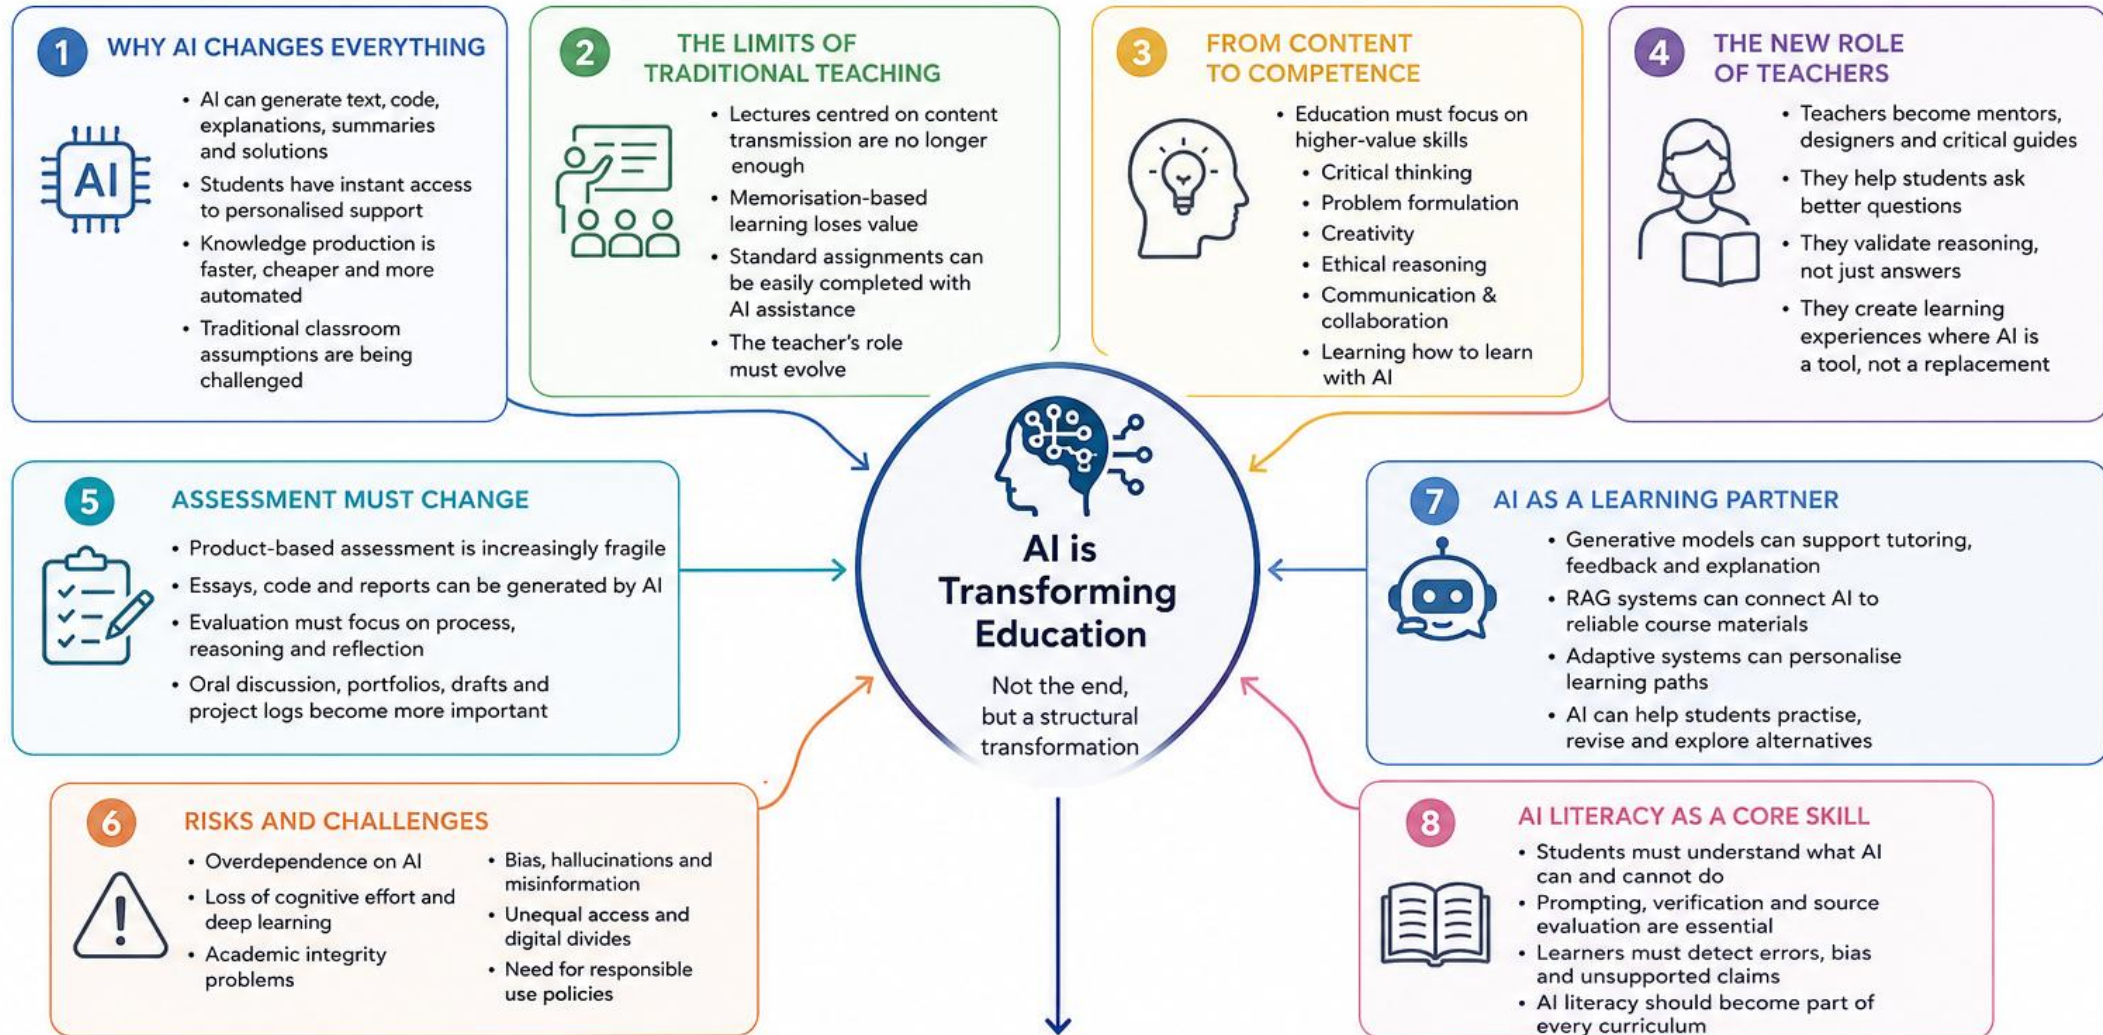 1
WHY AI CHANGES EVERYTHING
AI
• AI can generate text, code,
explanations, summaries
and solutions
• Students have instant access
to personalised support
• Knowledge production is
faster, cheaper and more
automated
• Traditional classroom
assumptions are being
challenged
2
THE LIMITS OF
TRADITIONAL TEACHING
• Lectures centred on content
transmission are no longer
enough
• Memorisation-based
learning loses value
• Standard assignments can
be easily completed with
AI assistance
• The teacher's role
must evolve
3
FROM CONTENT
TO COMPETENCE
• Education must focus on
higher-value skills
• Critical thinking
• Problem formulation
• Creativity
• Ethical reasoning
• Communication &
collaboration
• Learning how to learn
with AI
4
THE NEW ROLE
OF TEACHERS
• Teachers become mentors,
designers and critical guides
• They help students ask
better questions
• They validate reasoning,
not just answers
• They create learning
experiences where AI is
a tool, not a replacement
AI is
Transforming
Education
Not the end,
but a structural
transformation
5
ASSESSMENT MUST CHANGE
• Product-based assessment is increasingly fragile
• Essays, code and reports can be generated by AI
• Evaluation must focus on process,
reasoning and reflection
• Oral discussion, portfolios, drafts and
project logs become more important
6
RISKS AND CHALLENGES
• Overdependence on AI
• Loss of cognitive effort and
deep learning
• Academic integrity
problems
• Bias, hallucinations and
misinformation
• Unequal access and
digital divides
• Need for responsible
use policies
7
AI AS A LEARNING PARTNER
• Generative models can support tutoring,
feedback and explanation
• RAG systems can connect AI to
reliable course materials
• Adaptive systems can personalise
learning paths
• AI can help students practise,
revise and explore alternatives
8
AI LITERACY AS A CORE SKILL
• Students must understand what AI
can and cannot do
• Prompting, verification and source
evaluation are essential
• Learners must detect errors, bias
and unsupported claims
• AI literacy should become part of
every curriculum